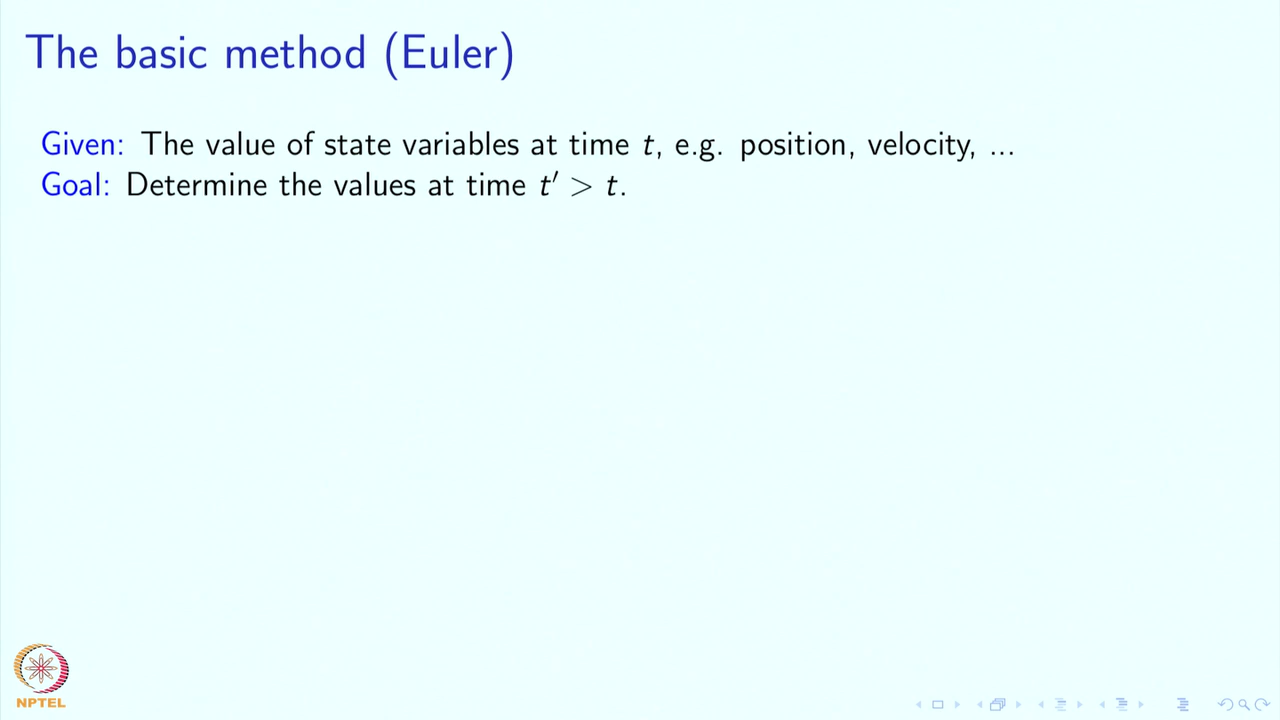 The basic method (Euler)
Given: The value of state variables at time t, e.g. position, velocity, ...
Goal: Determine the values at time t′ > t.
NPTEL